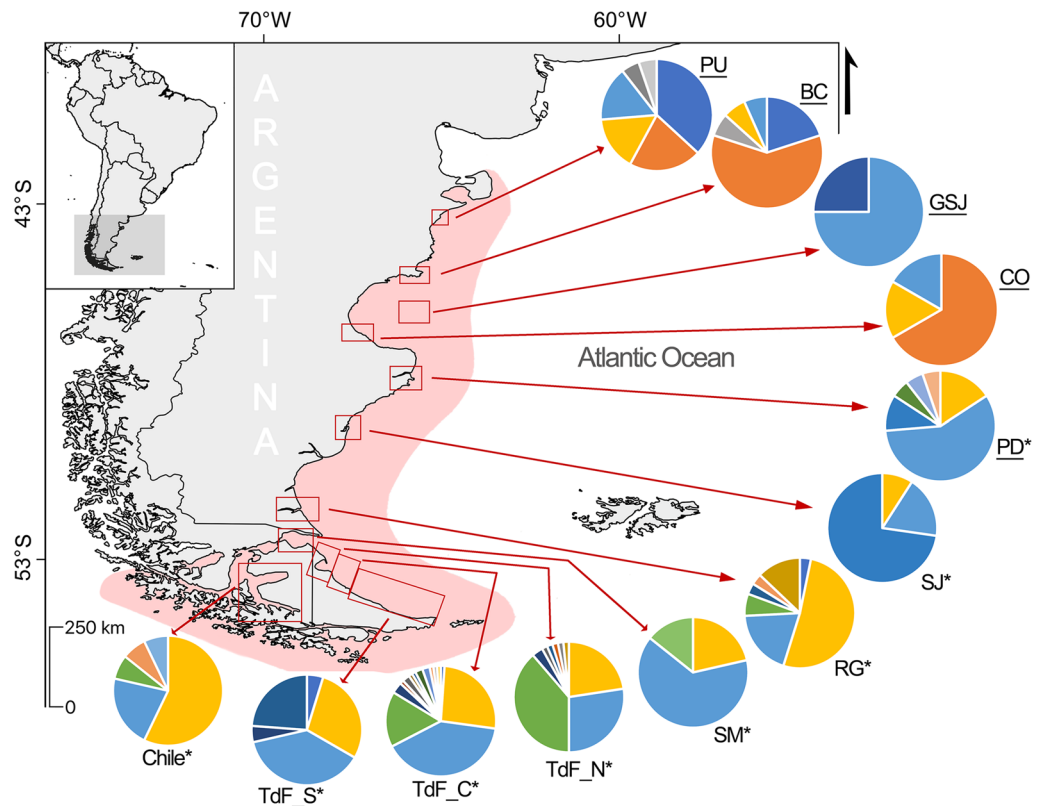 70°W
60°W
ARGENTINA
PU
BC
43°S
GSJ
CO
Atlantic Ocean
PD*
SJ*
53°S
RG*
250 km
0
SM*
Chile*
TdF_S*
TdF_C*
TdF_N*